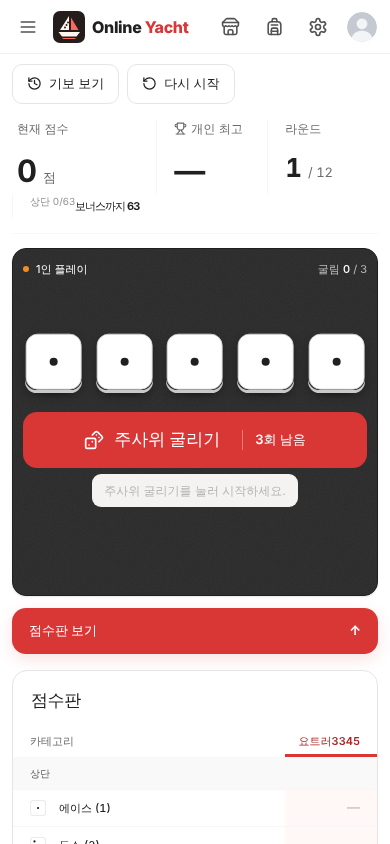 Online Yacht
기보 보기 다시 시작
현재 점수 개인 최고 라운드
0 점 — 1 / 12
상단 0/63 보너스까지 63
1인 플레이 굴림 0 / 3
주사위 굴리기 3회 남음
주사위 굴리기를 눌러 시작하세요.
점수판 보기
점수판
카테고리 요트러3345
상단
에이스 (1) —